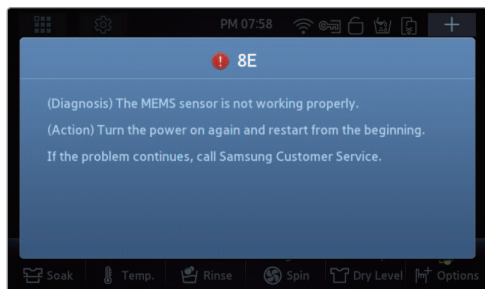 PM 07:58
8E
(Diagnosis) The MEMS sensor is not working properly.
(Action) Turn the power on again and restart from the beginning.
If the problem continues, call Samsung Customer Service.
Soak Temp. Rinse Spin Dry Level Options